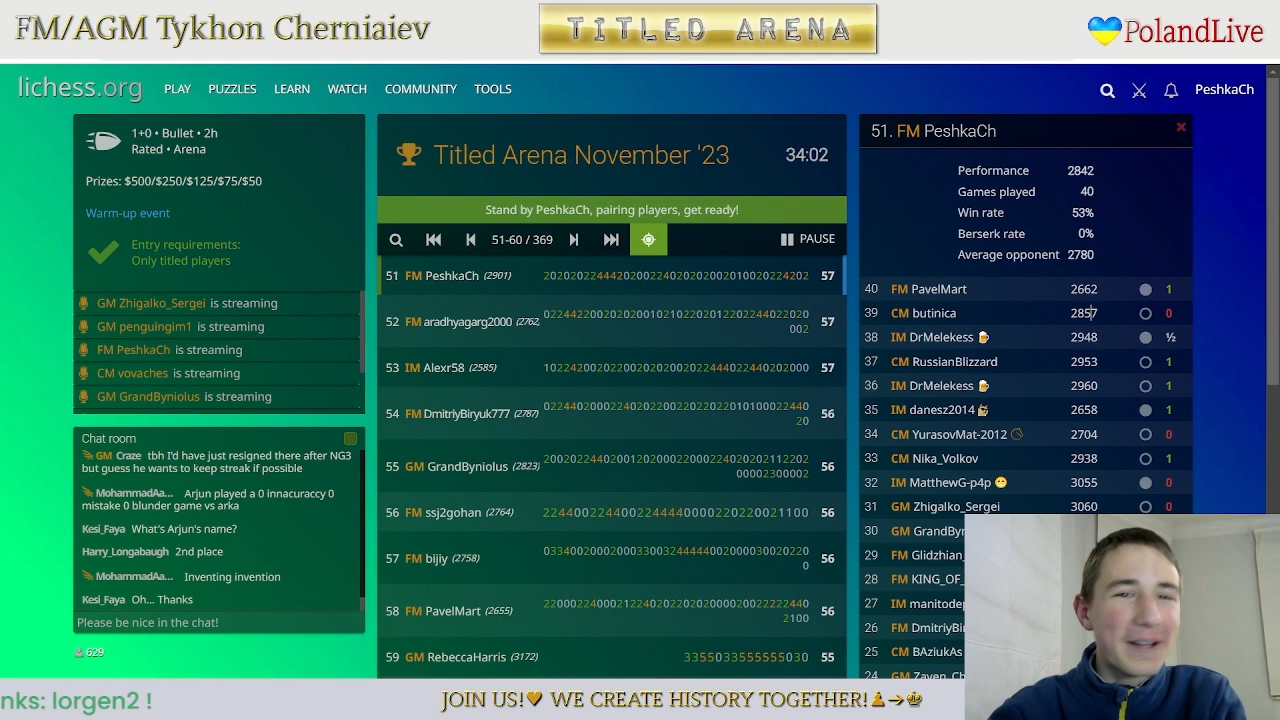 FM/AGM Tykhon Cherniaiev
TITLED ARENA
PolandLive
lichess.org
PLAY PUZZLES LEARN WATCH COMMUNITY TOOLS
PeshkaCh
1+0 • Bullet • 2h
Rated • Arena
Prizes: $500/$250/$125/$75/$50
Warm-up event
Entry requirements:
Only titled players
GM Zhigalko_Sergei is streaming
GM penguingim1 is streaming
FM PeshkaCh is streaming
CM vovaches is streaming
GM GrandByniolus is streaming
Chat room
GM Craze tbh I'd have just resigned there after NG3
but guess he wants to keep streak if possible
MohammadAa... Arjun played a 0 innacuraccy 0
mistake 0 blunder game vs arka
Kesi_Faya What's Arjun's name?
Harry_Longabaugh 2nd place
MohammadAa... Inventing invention
Kesi_Faya Oh... Thanks
Please be nice in the chat!
629
Titled Arena November '23 34:02
Stand by PeshkaCh, pairing players, get ready!
51-60 / 369 PAUSE
51 FM PeshkaCh (2901) 57
52 FM aradhyagarg2000 (2762) 57
53 IM Alexr58 (2585) 57
54 FM DmitriyBiryuk777 (2787) 56
55 GM GrandByniolus (2823) 56
56 FM ssj2gohan (2764) 56
57 FM bijiy (2758) 56
58 FM PavelMart (2655) 56
59 GM RebeccaHarris (3172) 55
51. FM PeshkaCh
Performance 2842
Games played 40
Win rate 53%
Berserk rate 0%
Average opponent 2780
40 FM PavelMart 2662 1
39 CM butinica 2857 0
38 IM DrMelekess 2948 ½
37 CM RussianBlizzard 2953 1
36 IM DrMelekess 2960 1
35 IM danesz2014 2658 1
34 CM YurasovMat-2012 2704 0
33 CM Nika_Volkov 2938 1
32 IM MatthewG-p4p 3055 0
31 GM Zhigalko_Sergei 3060 0
30 GM GrandByn
29 FM Glidzhian
28 FM KING_OF_
27 IM manitodep
26 FM DmitriyBi
25 CM BAziukAs
24 GM Zaven_Ch
nks: lorgen2 !
JOIN US!🧡 WE CREATE HISTORY TOGETHER!♟→♚